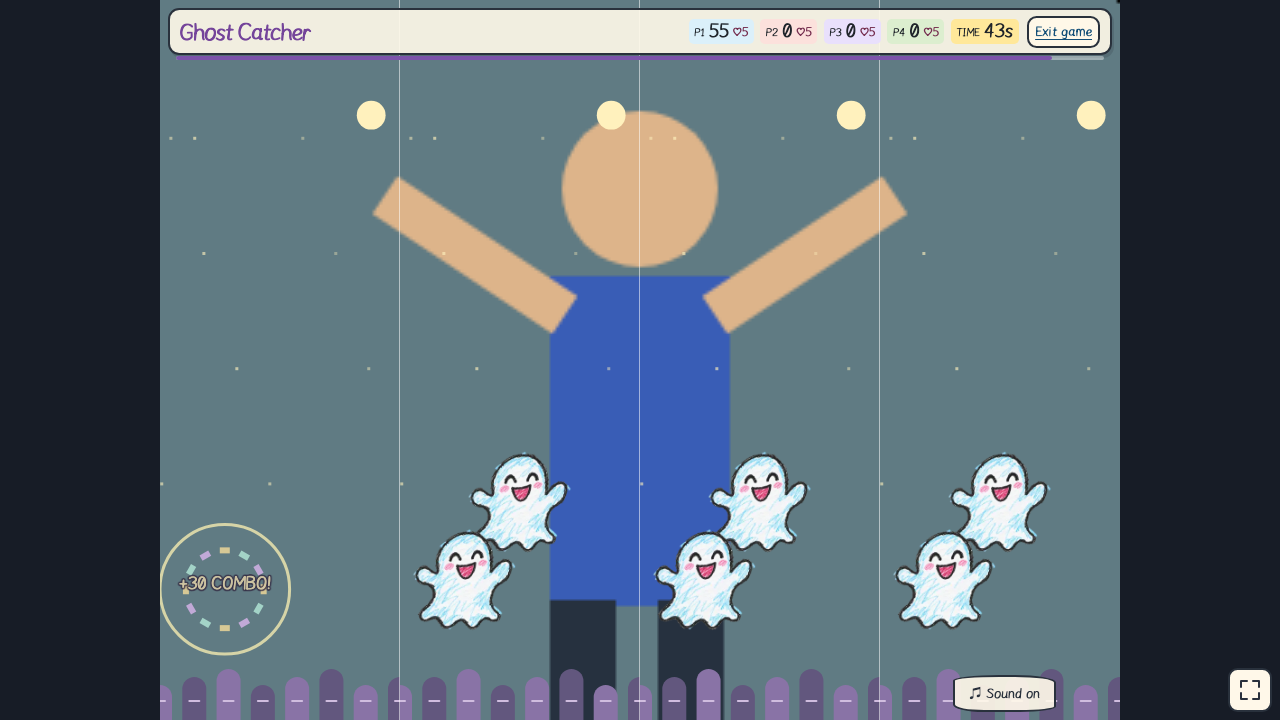 Ghost Catcher
P1 55 ♡5
P2 0 ♡5
P3 0 ♡5
P4 0 ♡5
TIME 43s
Exit game
+30 COMBO!
♫ Sound on